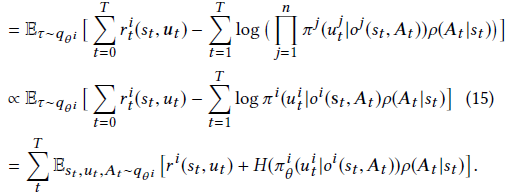 = 𝔼_{τ∼q_{θ^i}} [ ∑_{t=0}^{T} r_t^i(s_t, u_t) − ∑_{t=1}^{T} log ( ∏_{j=1}^{n} π^j(u_t^j|o^j(s_t, A_t))ρ(A_t|s_t)) ]
∝ 𝔼_{τ∼q_{θ^i}} [ ∑_{t=0}^{T} r_t^i(s_t, u_t) − ∑_{t=1}^{T} log π^i(u_t^i|o^i(s_t, A_t)ρ(A_t|s_t) ] (15)
= ∑_{t}^{T} 𝔼_{s_t,u_t,A_t∼q_{θ^i}} [ r^i(s_t, u_t) + H(π_θ^i(u_t^i|o^i(s_t, A_t))ρ(A_t|s_t) ] .